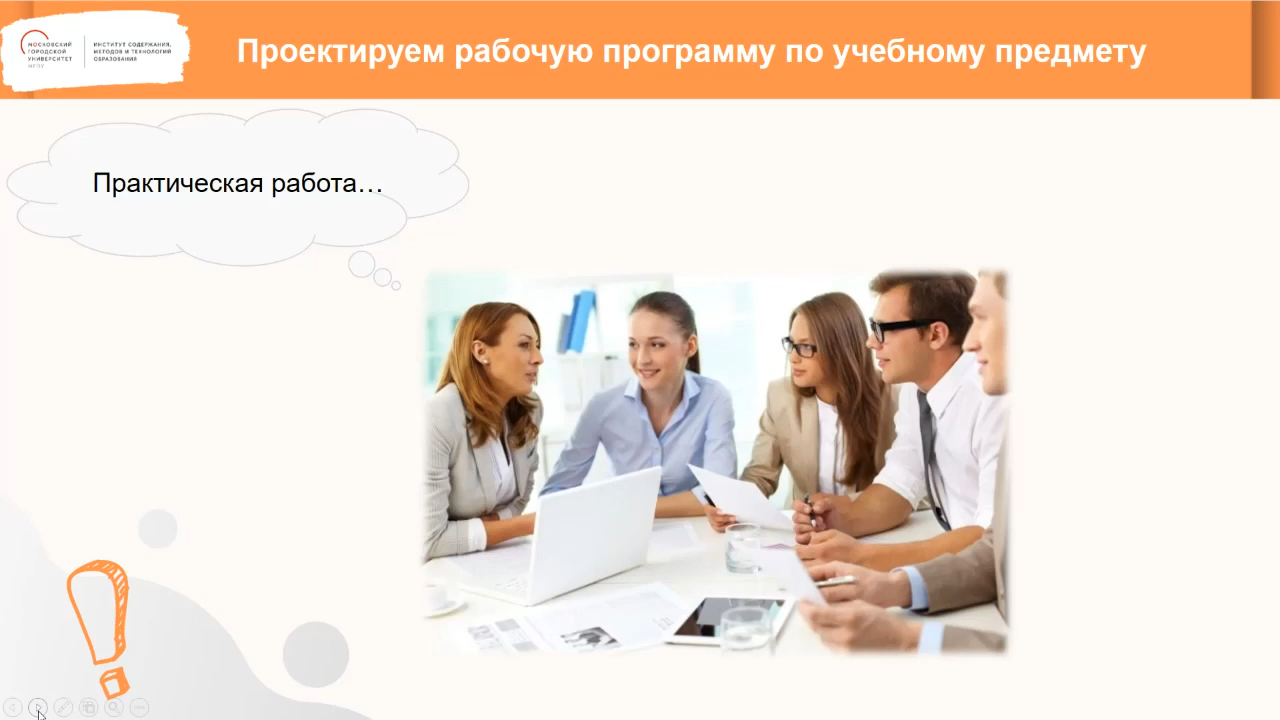 МОСКОВСКИЙ
ГОРОДСКОЙ
УНИВЕРСИТЕТ
МГПУ
ИНСТИТУТ СОДЕРЖАНИЯ,
МЕТОДОВ И ТЕХНОЛОГИЙ
ОБРАЗОВАНИЯ
Проектируем рабочую программу по учебному предмету
Практическая работа…